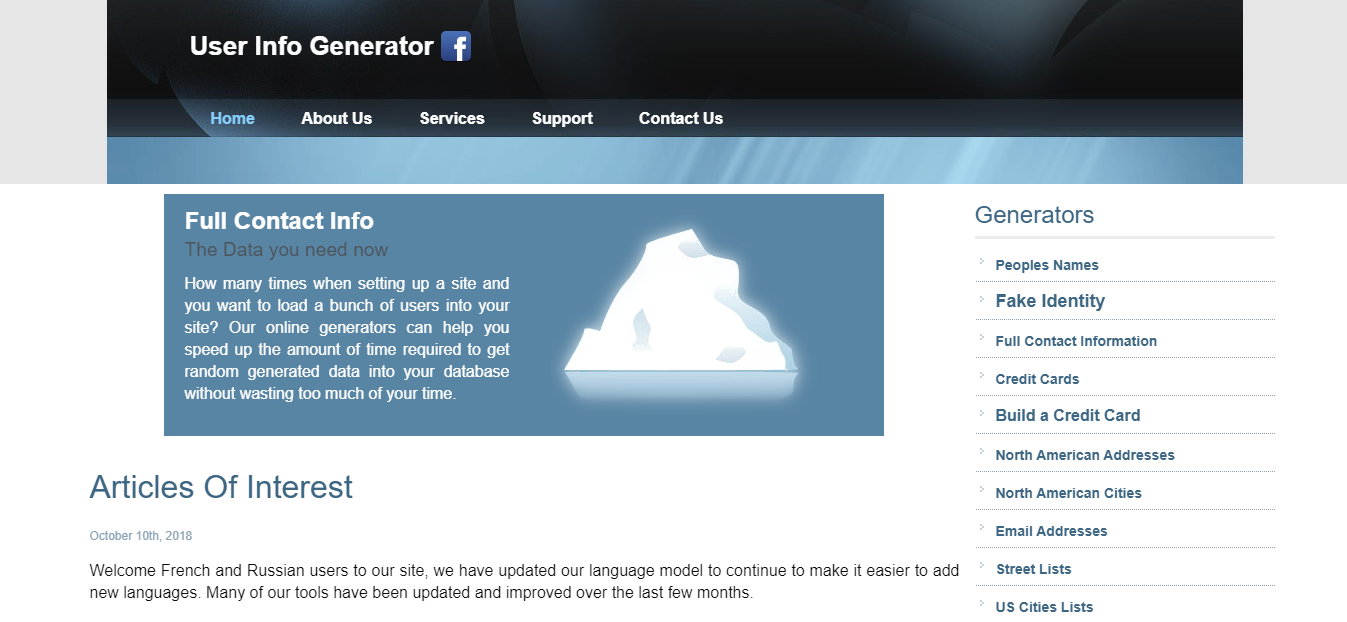 User Info Generator
Home About Us Services Support Contact Us
Full Contact Info
The Data you need now
How many times when setting up a site and
you want to load a bunch of users into your
site? Our online generators can help you
speed up the amount of time required to get
random generated data into your database
without wasting too much of your time.
Articles Of Interest
October 10th, 2018
Welcome French and Russian users to our site, we have updated our language model to continue to make it easier to add
new languages. Many of our tools have been updated and improved over the last few months.
Generators
Peoples Names
Fake Identity
Full Contact Information
Credit Cards
Build a Credit Card
North American Addresses
North American Cities
Email Addresses
Street Lists
US Cities Lists